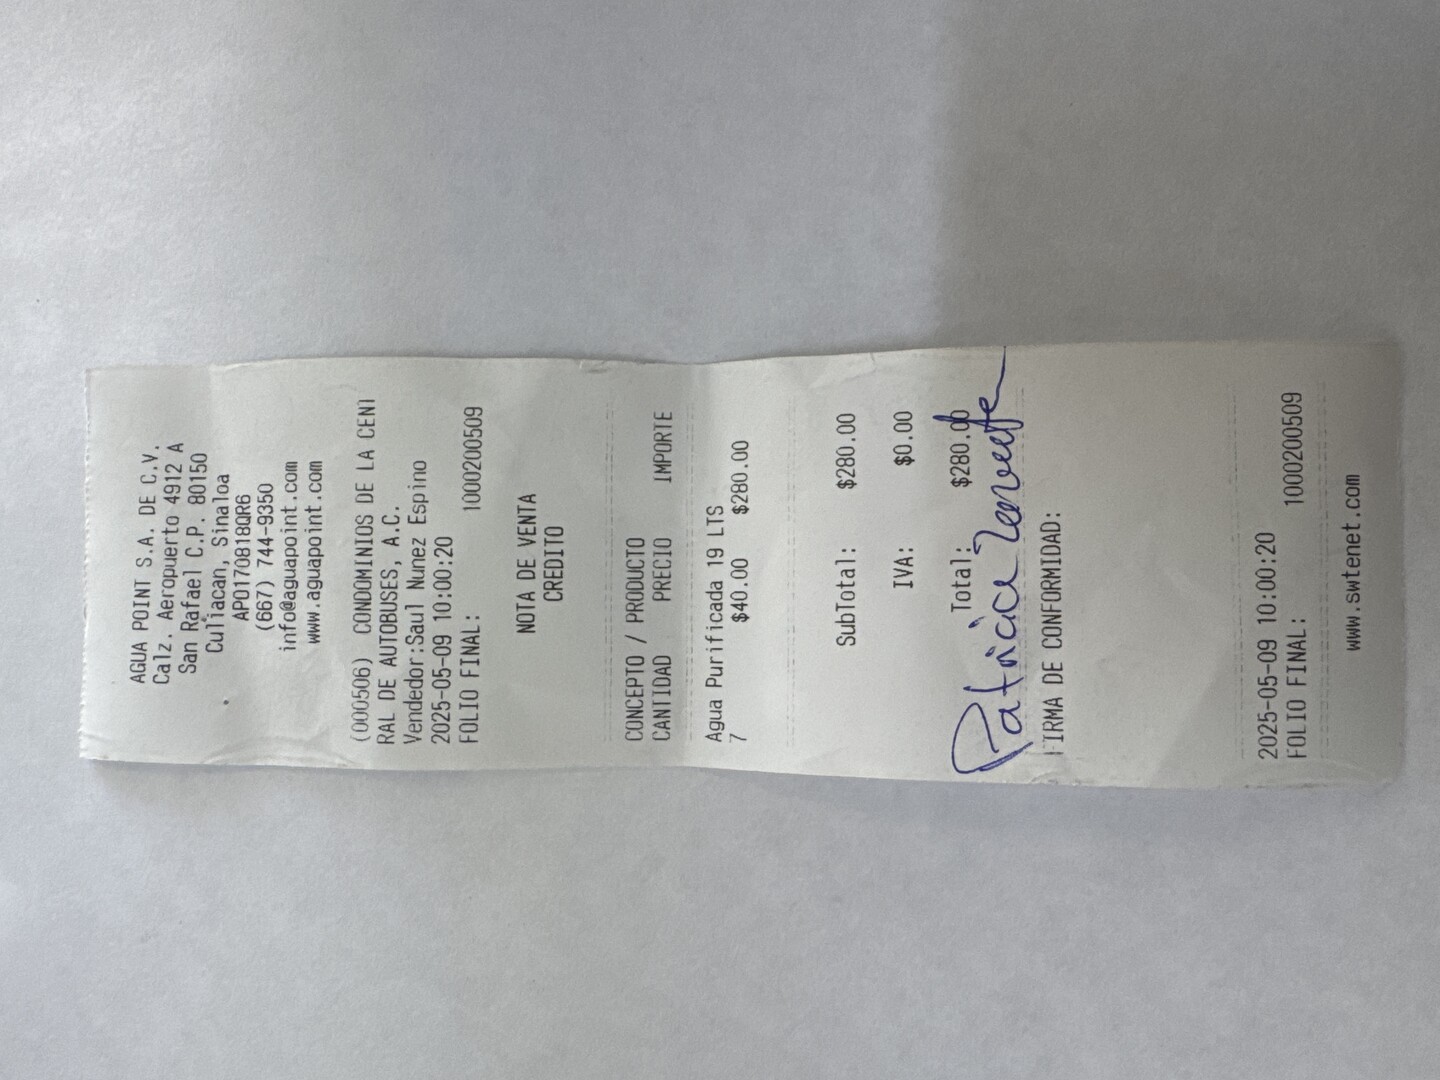 AGUA POINT S.A. DE C.V.
Calz. Aeropuerto 4912 A
San Rafael C.P. 80150
Culiacan, Sinaloa
APO170818QR6
(667) 744-9350
info@aguapoint.com
www.aguapoint.com
(000506) CONDOMINIOS DE LA CENT
RAL DE AUTOBUSES, A.C.
Vendedor:Saul Nunez Espino
2025-05-09 10:00:20
FOLIO FINAL: 1000200509
NOTA DE VENTA
CREDITO
CONCEPTO / PRODUCTO
CANTIDAD PRECIO IMPORTE
Agua Purificada 19 LTS
7 $40.00 $280.00
SubTotal: $280.00
IVA: $0.00
Total: $280.00
Patricia
FIRMA DE CONFORMIDAD:
2025-05-09 10:00:20
FOLIO FINAL: 1000200509
www.swtenet.com